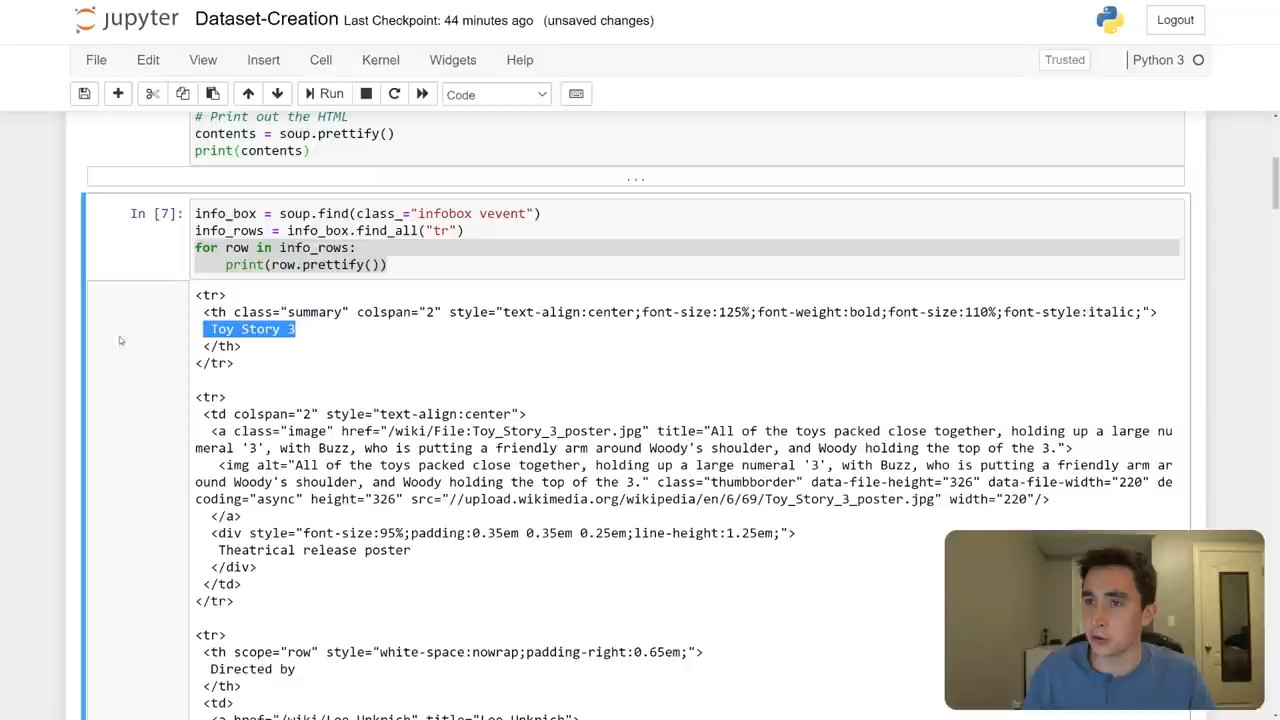 jupyter Dataset-Creation Last Checkpoint: 44 minutes ago (unsaved changes) Logout
File Edit View Insert Cell Kernel Widgets Help Trusted Python 3
Run Code
# Print out the HTML
contents = soup.prettify()
print(contents)
...
In [7]: info_box = soup.find(class_="infobox vevent")
info_rows = info_box.find_all("tr")
for row in info_rows:
print(row.prettify())
<tr>
<th class="summary" colspan="2" style="text-align:center;font-size:125%;font-weight:bold;font-size:110%;font-style:italic;">
Toy Story 3
</th>
</tr>
<tr>
<td colspan="2" style="text-align:center">
<a class="image" href="/wiki/File:Toy_Story_3_poster.jpg" title="All of the toys packed close together, holding up a large nu
meral '3', with Buzz, who is putting a friendly arm around Woody's shoulder, and Woody holding the top of the 3.">
<img alt="All of the toys packed close together, holding up a large numeral '3', with Buzz, who is putting a friendly arm ar
ound Woody's shoulder, and Woody holding the top of the 3." class="thumbborder" data-file-height="326" data-file-width="220" de
coding="async" height="326" src="//upload.wikimedia.org/wikipedia/en/6/69/Toy_Story_3_poster.jpg" width="220"/>
</a>
<div style="font-size:95%;padding:0.35em 0.35em 0.25em;line-height:1.25em;">
Theatrical release poster
</div>
</td>
</tr>
<tr>
<th scope="row" style="white-space:nowrap;padding-right:0.65em;">
Directed by
</th>
<td>
<a href="/wiki/Lee_Unkrich" title="Lee Unkrich">